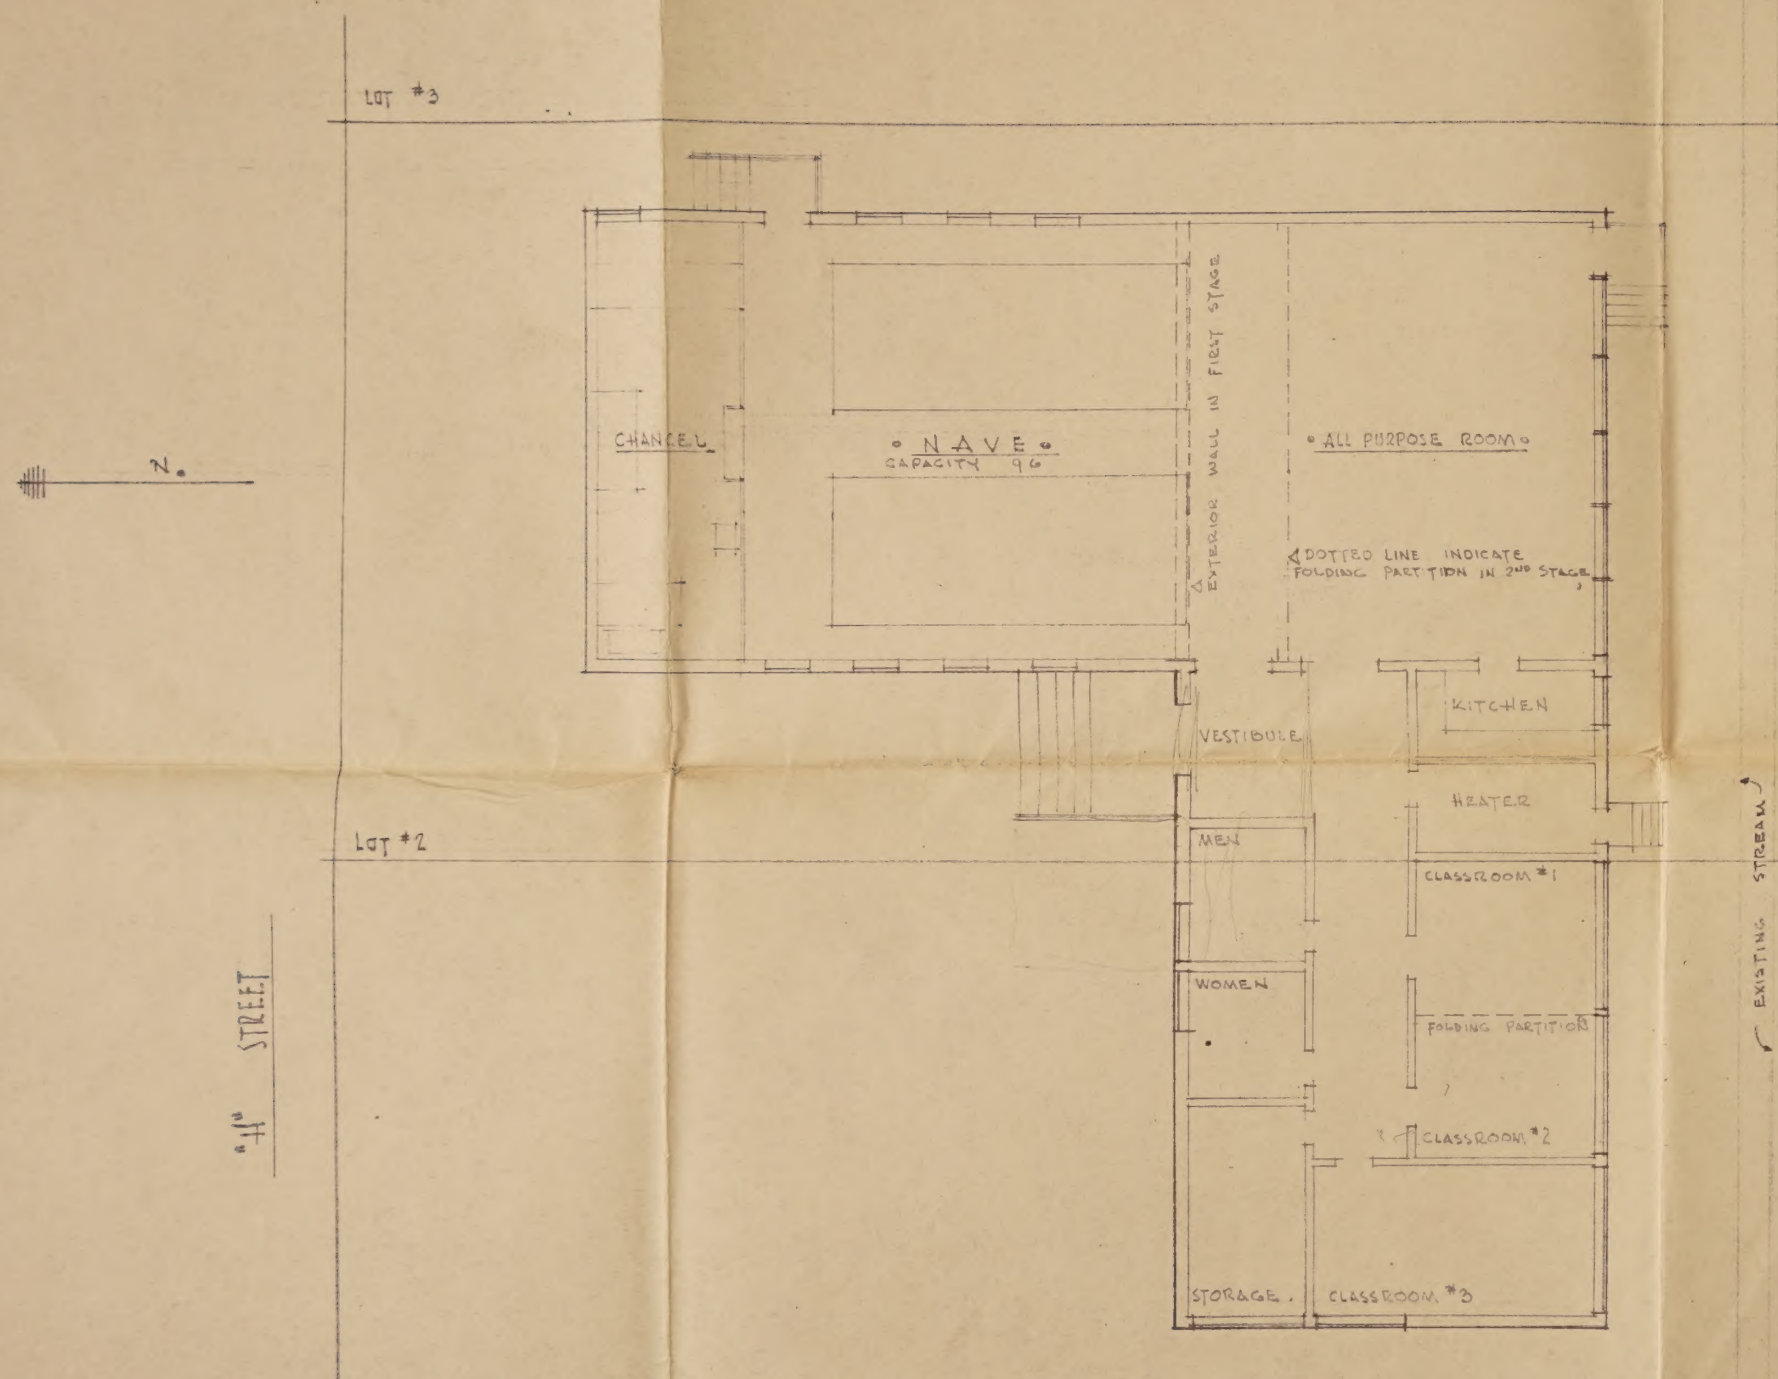 LOT #3
N.
CHANCEL
NAVE
CAPACITY 96
EXTERIOR WALL IN FIRST STAGE
ALL PURPOSE ROOM
DOTTED LINE INDICATE
FOLDING PARTITION IN 2ND STAGE
KITCHEN
VESTIBULE
HEATER
LOT #2
MEN
CLASSROOM #1
EXISTING STREAM
WOMEN
"H" STREET
FOLDING PARTITION
CLASSROOM #2
STORAGE.
CLASSROOM #3